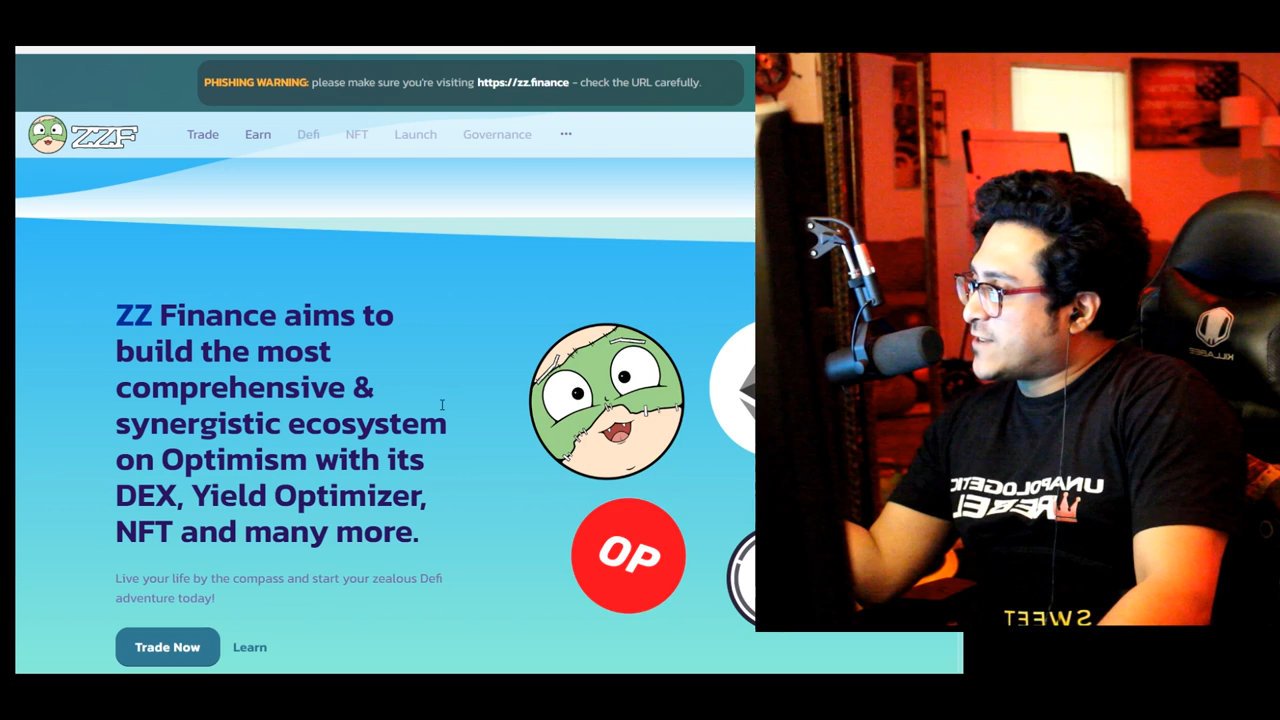 PHISHING WARNING: please make sure you're visiting https://zz.finance - check the URL carefully.
ZZF Trade Earn Defi NFT Launch Governance ...
ZZ Finance aims to
build the most
comprehensive &
synergistic ecosystem
on Optimism with its
DEX, Yield Optimizer,
NFT and many more.
Live your life by the compass and start your zealous Defi
adventure today!
Trade Now Learn
OP
KILLABEE
UNAPOLOGETIC
REBEL
SWEET